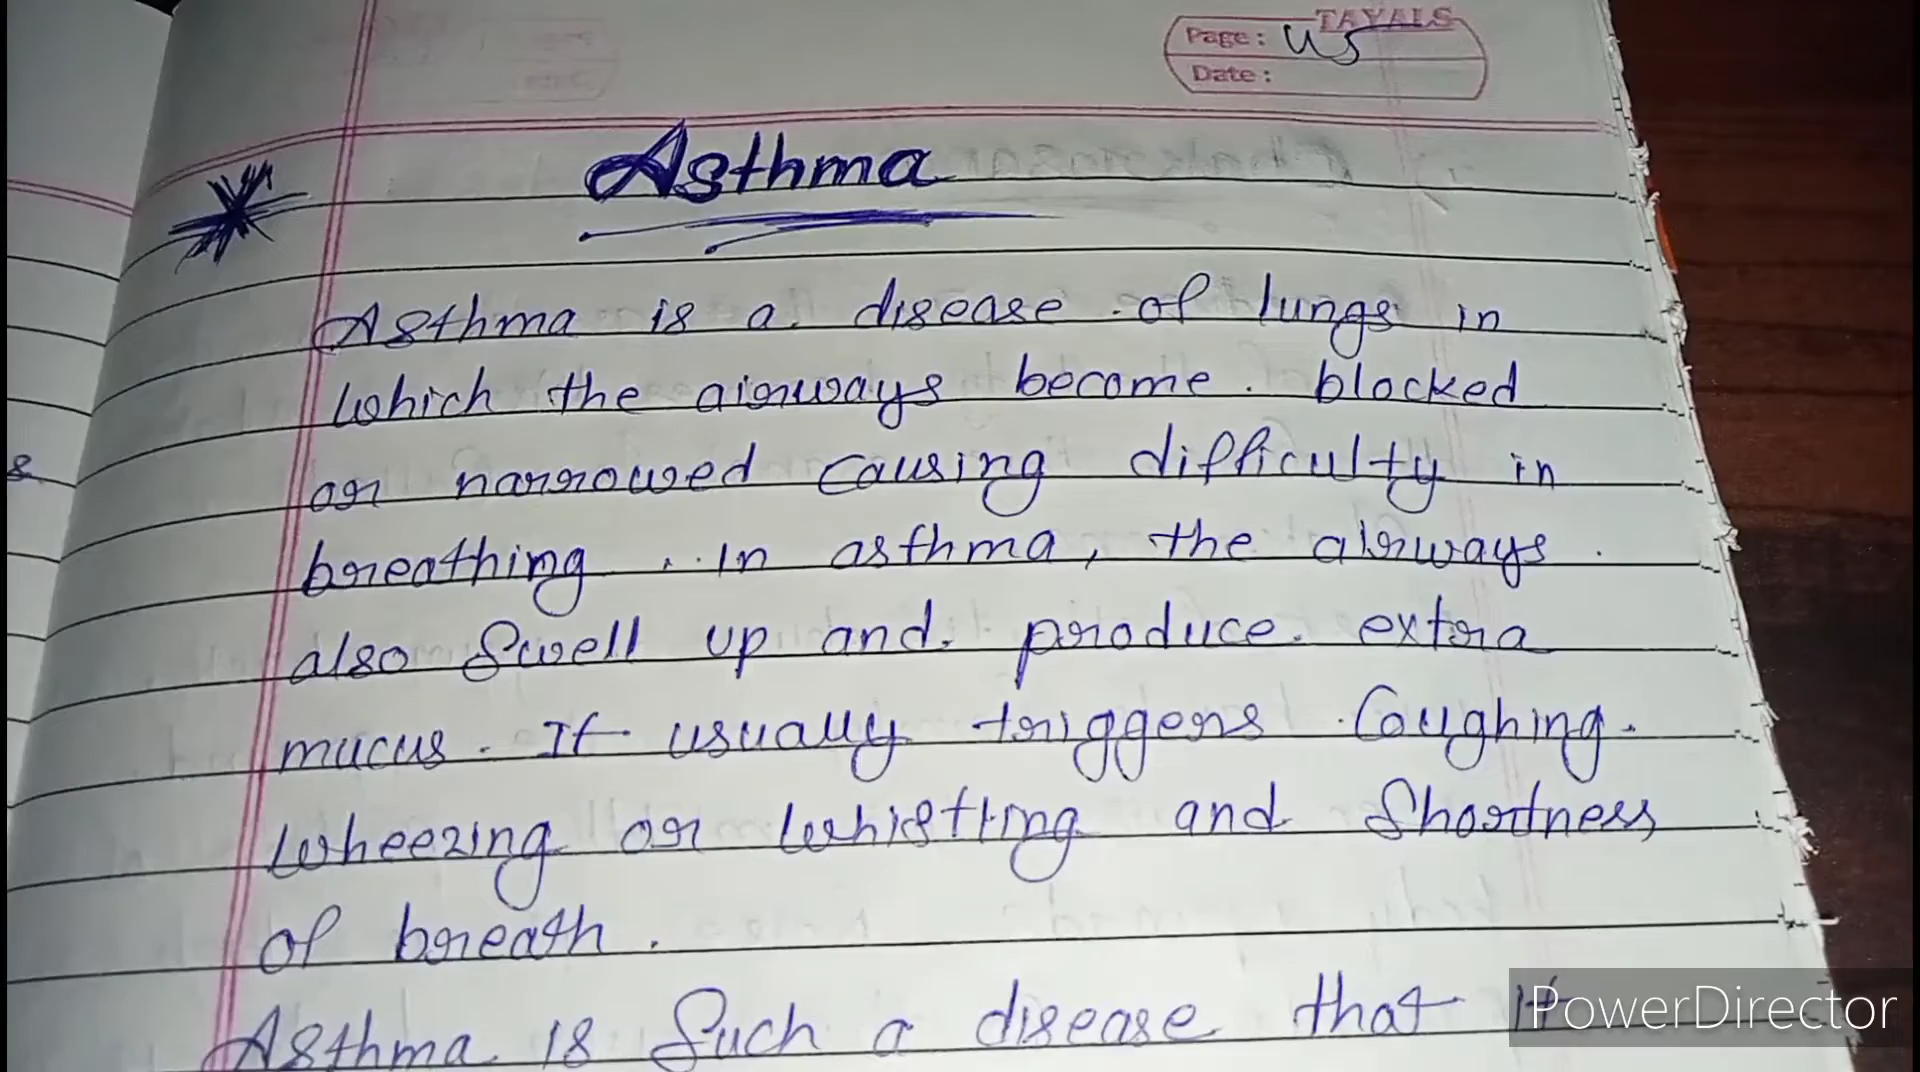 TAYALS
Page: 45
Date:
Asthma
Asthma is a disease of lungs in
which the airways become blocked
or narrowed causing difficulty in
breathing. In asthma, the airways
also swell up and produce extra
mucus. It usually triggers Coughing.
wheezing or whistling and Shortness
of breath.
Asthma is Such a disease that it
PowerDirector